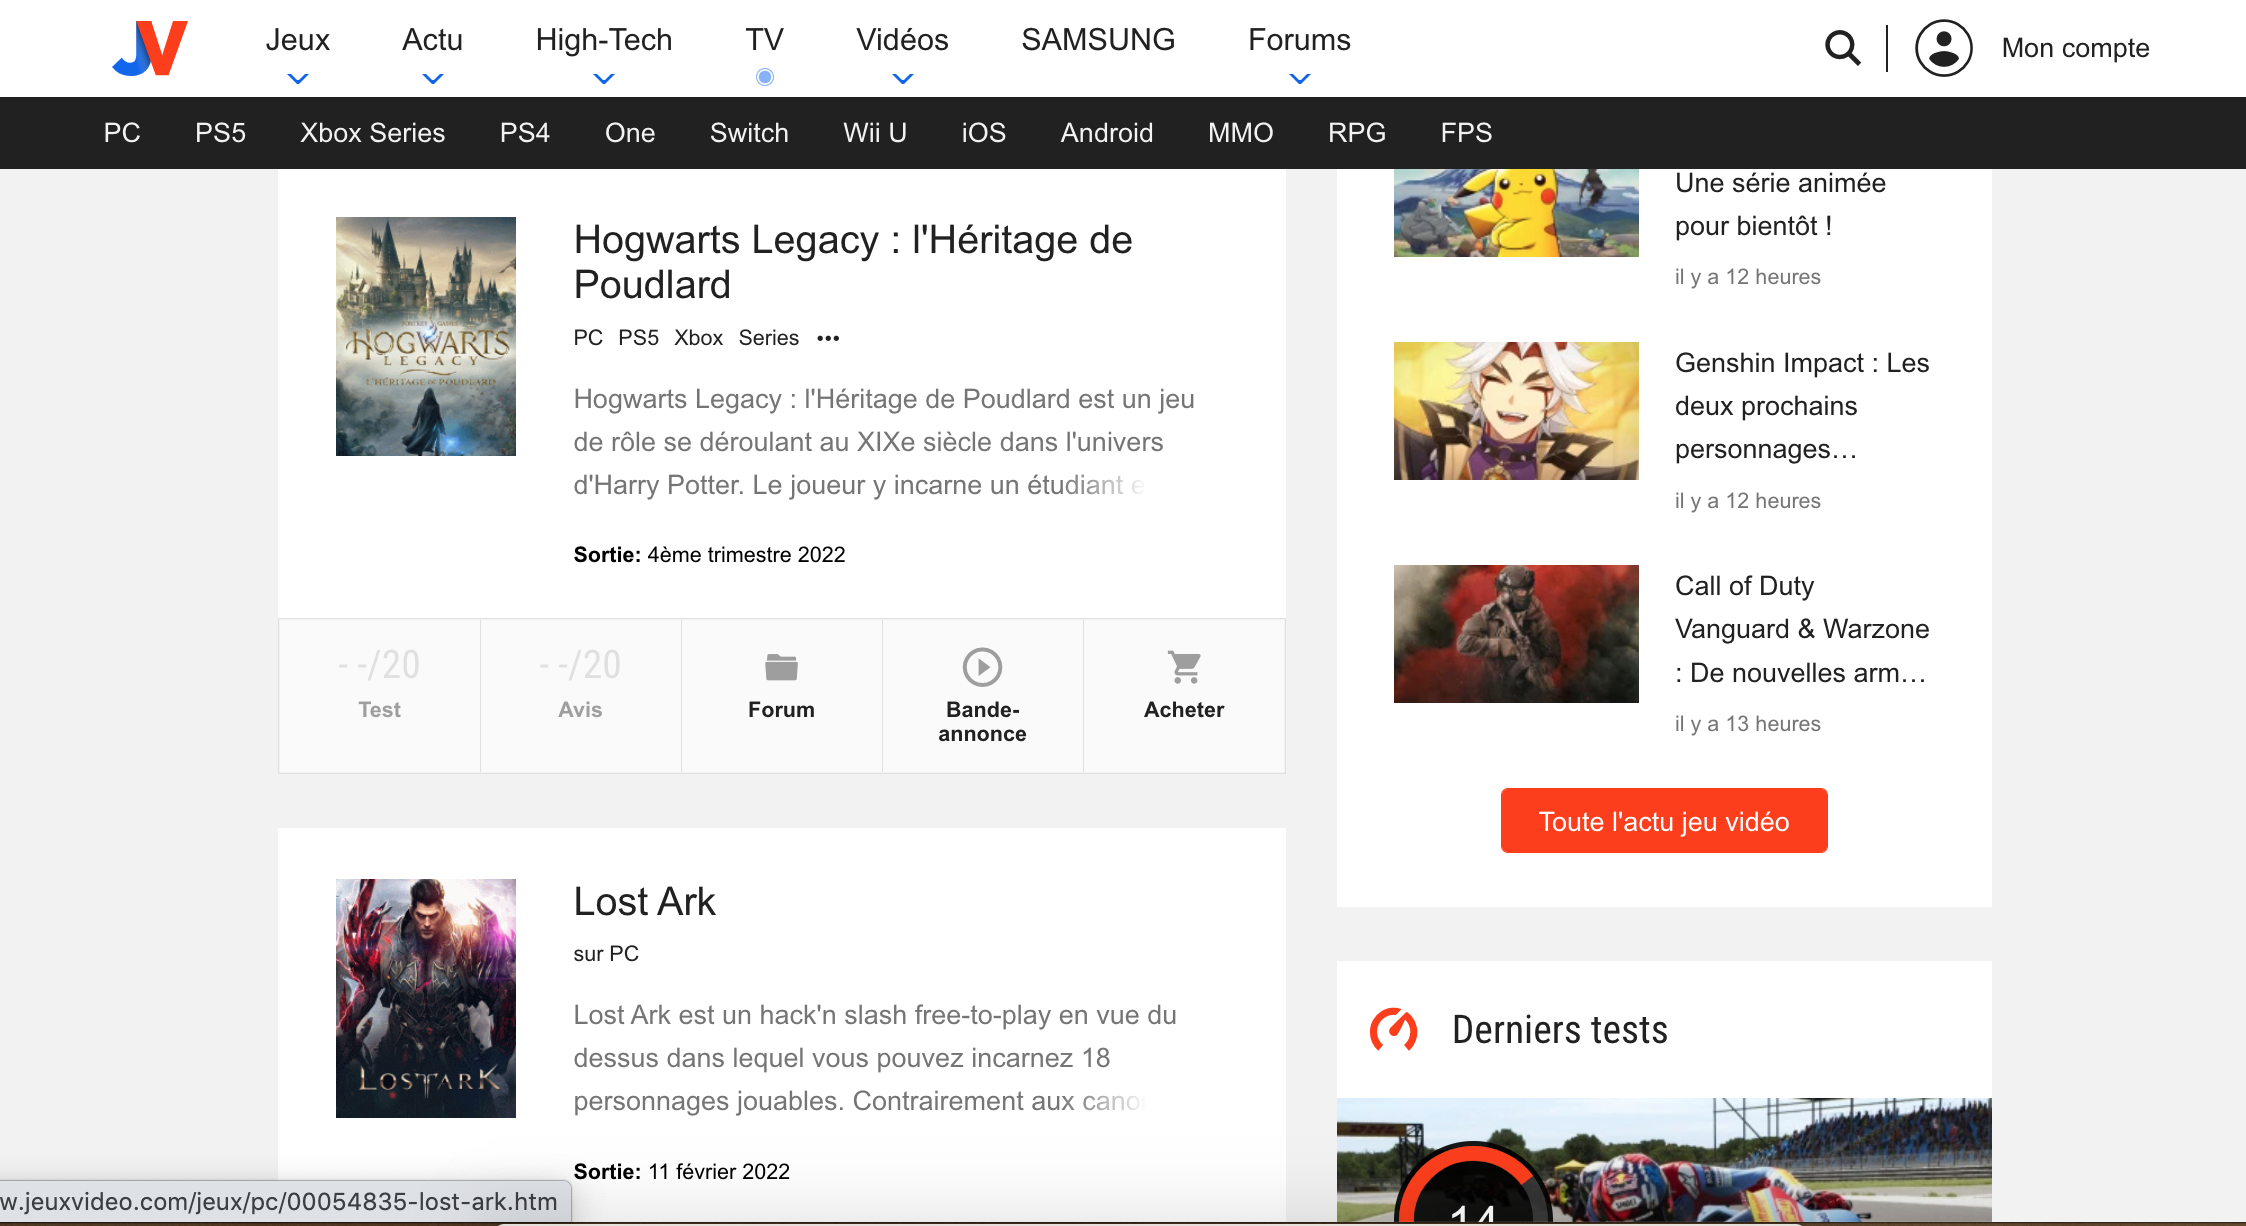 JV
Jeux
Actu
High-Tech
TV
Vidéos
SAMSUNG
Forums
Mon compte
PC
PS5
Xbox Series
PS4
One
Switch
Wii U
iOS
Android
MMO
RPG
FPS
HOGWARTS
LEGACY
L'HÉRITAGE DE POUDLARD
Hogwarts Legacy : l'Héritage de
Poudlard
PC PS5 Xbox Series •••
Hogwarts Legacy : l'Héritage de Poudlard est un jeu
de rôle se déroulant au XIXe siècle dans l'univers
d'Harry Potter. Le joueur y incarne un étudiant e
Sortie: 4ème trimestre 2022
- -/20
Test
- -/20
Avis
Forum
Bande-
annonce
Acheter
LOST ARK
Lost Ark
sur PC
Lost Ark est un hack'n slash free-to-play en vue du
dessus dans lequel vous pouvez incarnez 18
personnages jouables. Contrairement aux canon
Sortie: 11 février 2022
w.jeuxvideo.com/jeux/pc/00054835-lost-ark.htm
Une série animée
pour bientôt !
il y a 12 heures
Genshin Impact : Les
deux prochains
personnages…
il y a 12 heures
Call of Duty
Vanguard & Warzone
: De nouvelles arm…
il y a 13 heures
Toute l'actu jeu vidéo
Derniers tests
14